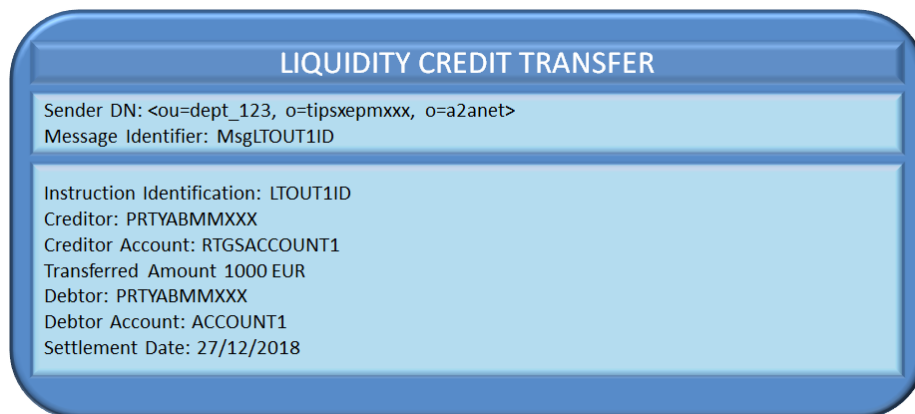 LIQUIDITY CREDIT TRANSFER
Sender DN: <ou=dept_123, o=tipsxepmxxx, o=a2anet>
Message Identifier: MsgLTOUT1ID
Instruction Identification: LTOUT1ID
Creditor: PRTYABMMXXX
Creditor Account: RTGSACCOUNT1
Transferred Amount 1000 EUR
Debtor: PRTYABMMXXX
Debtor Account: ACCOUNT1
Settlement Date: 27/12/2018